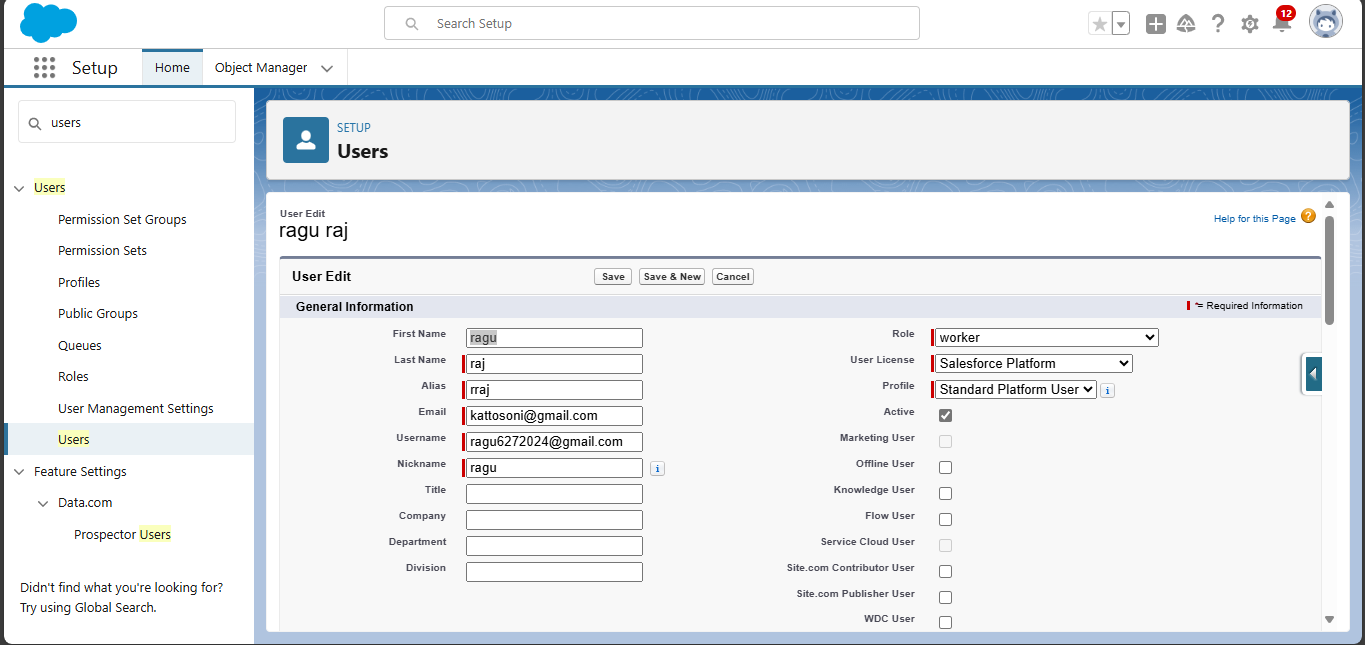 Search Setup
12
Setup
Home
Object Manager
users
Users
Permission Set Groups
Permission Sets
Profiles
Public Groups
Queues
Roles
User Management Settings
Users
Feature Settings
Data.com
Prospector Users
Didn't find what you're looking for?
Try using Global Search.
SETUP
Users
User Edit
ragu raj
Help for this Page
User Edit
Save
Save & New
Cancel
General Information
= Required Information
First Name ragu
Last Name raj
Alias rraj
Email kattosoni@gmail.com
Username ragu6272024@gmail.com
Nickname ragu
Title
Company
Department
Division
Role worker
User License Salesforce Platform
Profile Standard Platform User
Active
Marketing User
Offline User
Knowledge User
Flow User
Service Cloud User
Site.com Contributor User
Site.com Publisher User
WDC User